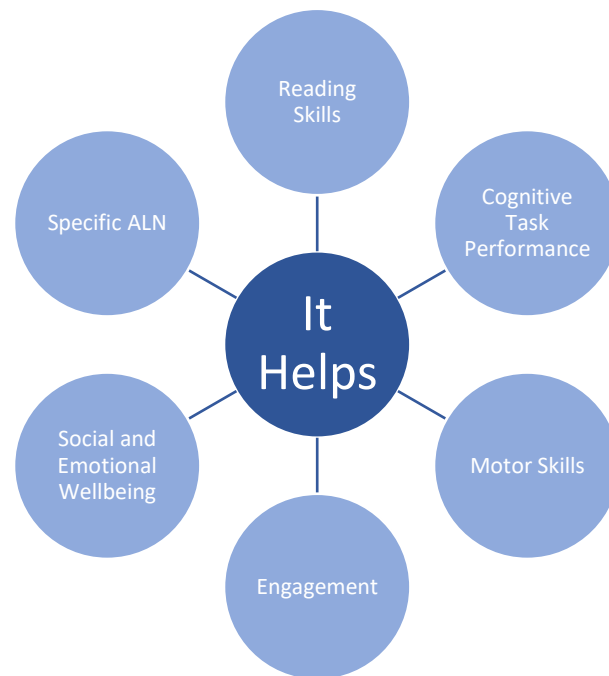 Reading
Skills
Cognitive
Task
Performance
Motor Skills
Engagement
Social and
Emotional
Wellbeing
Specific ALN
It
Helps